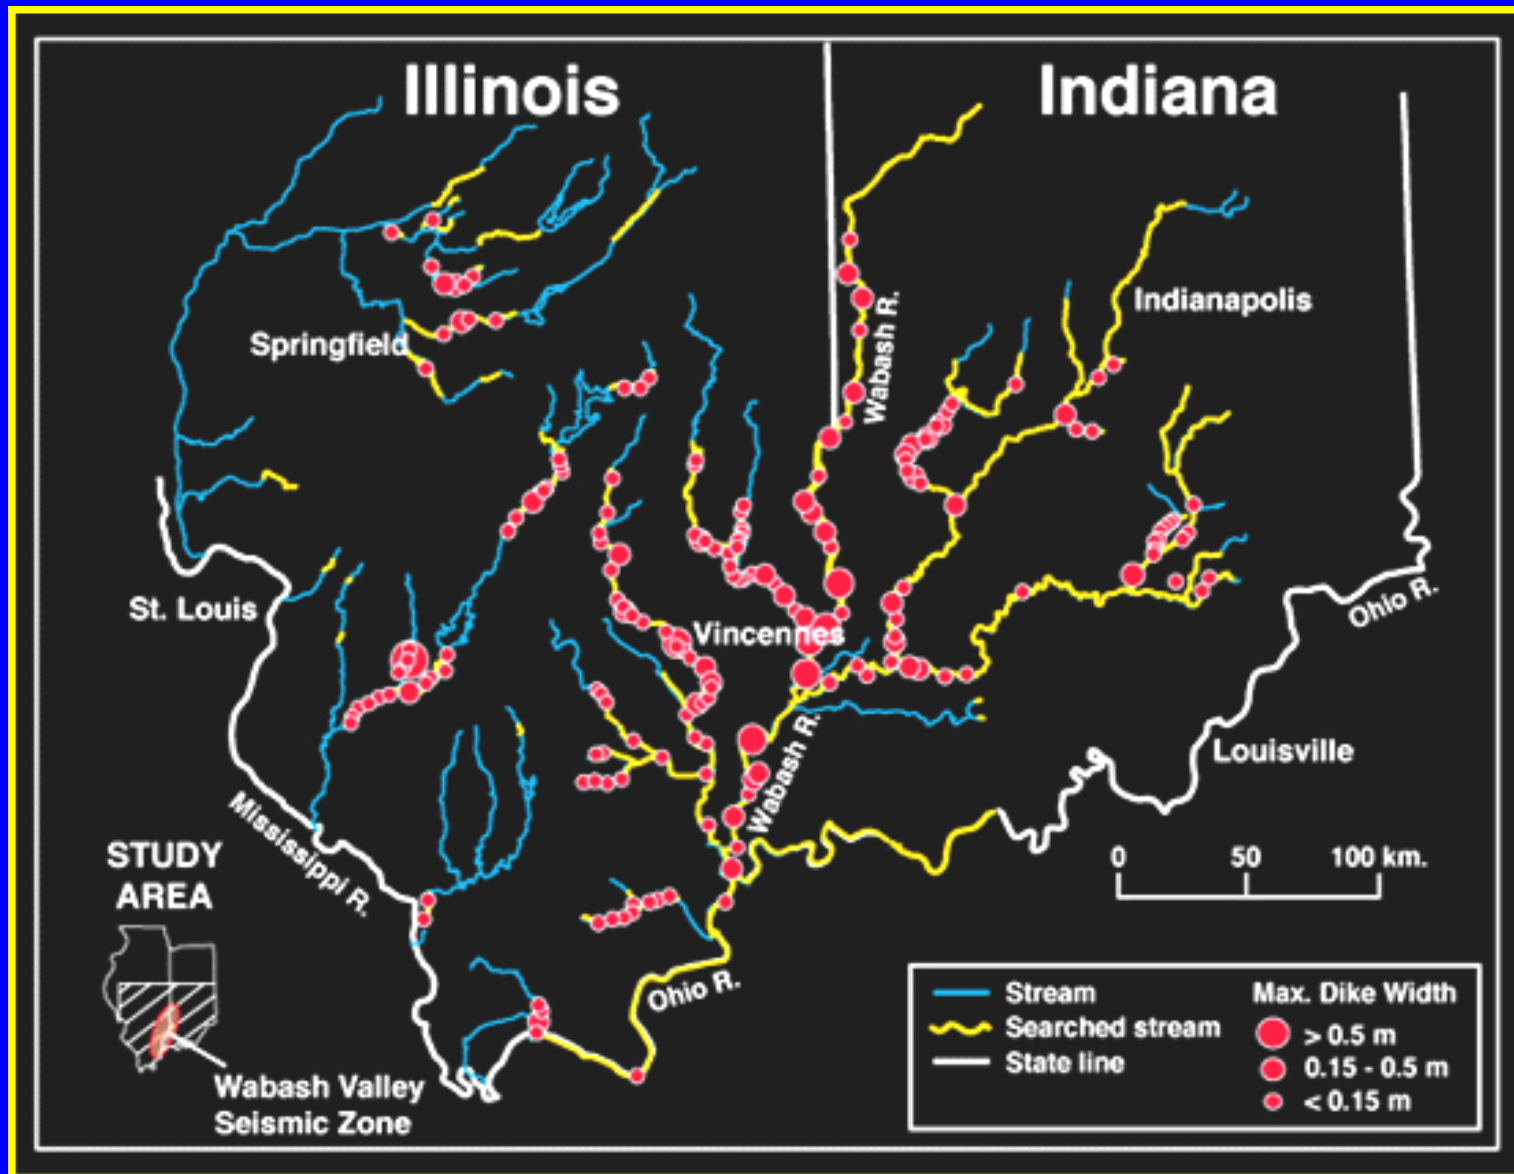 Illinois
Indiana
Indianapolis
Wabash R.
Springfield
St. Louis
Vincennes
Ohio R.
Wabash R.
Louisville
Mississippi R.
0 50 100 km.
STUDY
AREA
Ohio R.
Wabash Valley
Seismic Zone
Stream
Searched stream
State line
Max. Dike Width
> 0.5 m
0.15 - 0.5 m
< 0.15 m